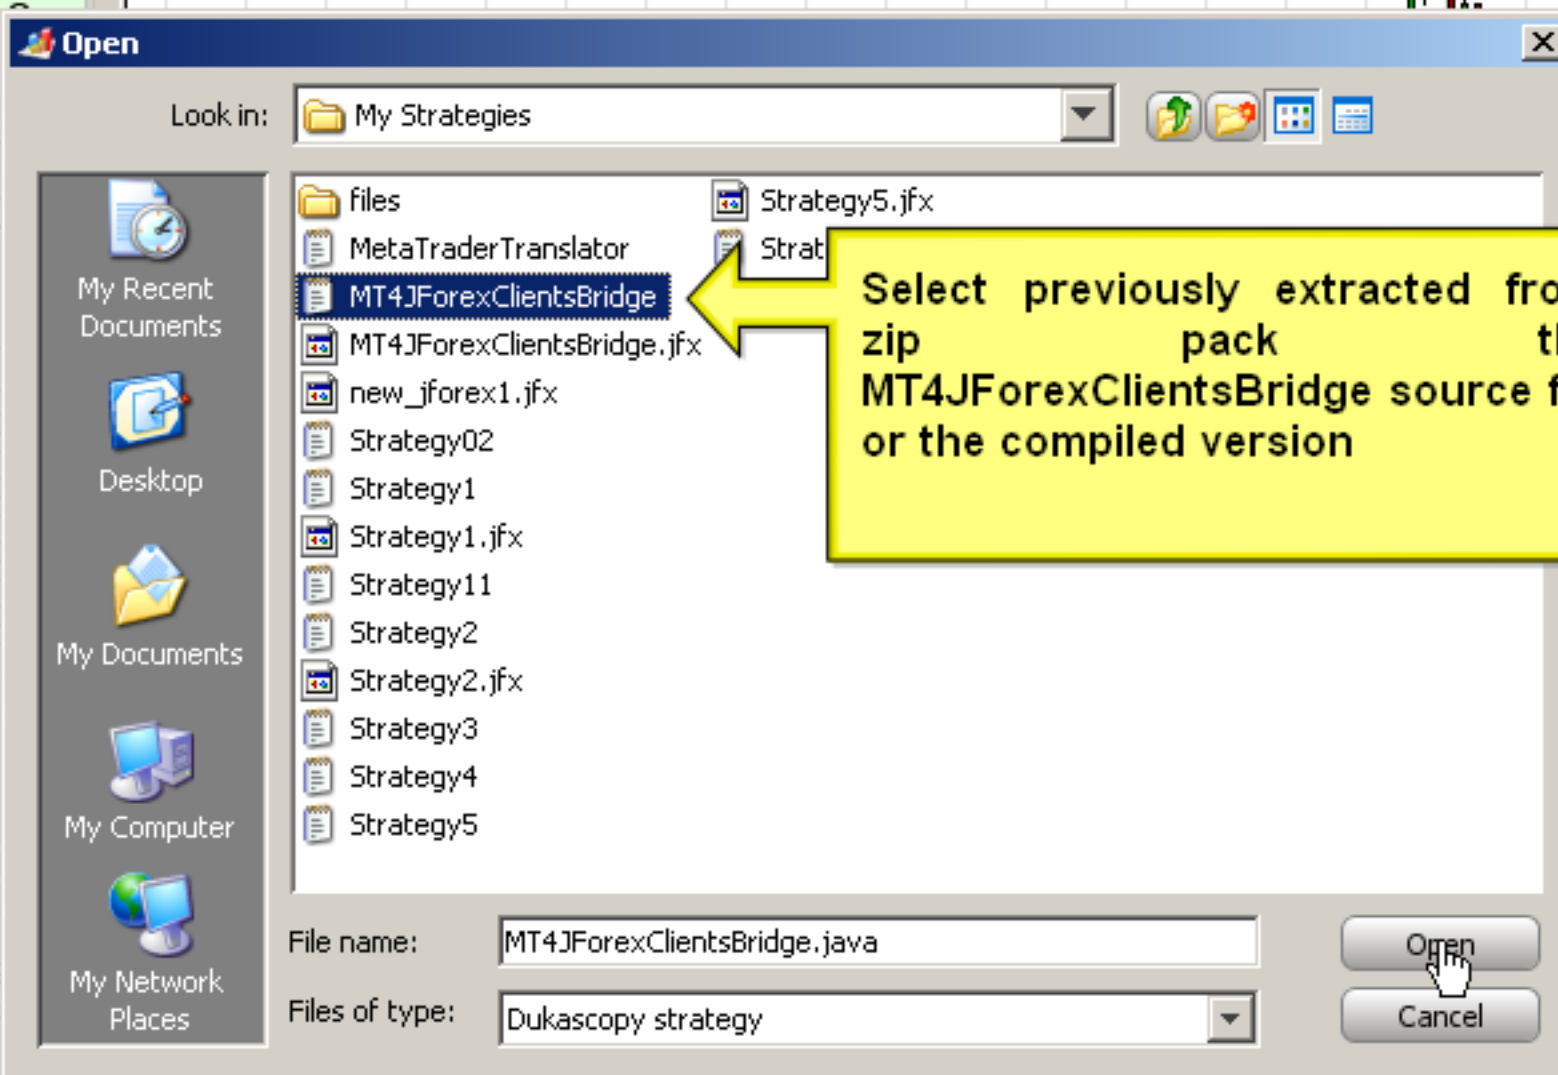 Open
Look in:
My Strategies
My Recent
Documents
Desktop
My Documents
My Computer
My Network
Places
files
MetaTraderTranslator
MT4JForexClientsBridge
MT4JForexClientsBridge.jfx
new_jforex1.jfx
Strategy02
Strategy1
Strategy1.jfx
Strategy11
Strategy2
Strategy2.jfx
Strategy3
Strategy4
Strategy5
Strategy5.jfx
Strat
Select previously extracted fro
zip pack th
MT4JForexClientsBridge source f
or the compiled version
File name:
MT4JForexClientsBridge.java
Open
Files of type:
Dukascopy strategy
Cancel